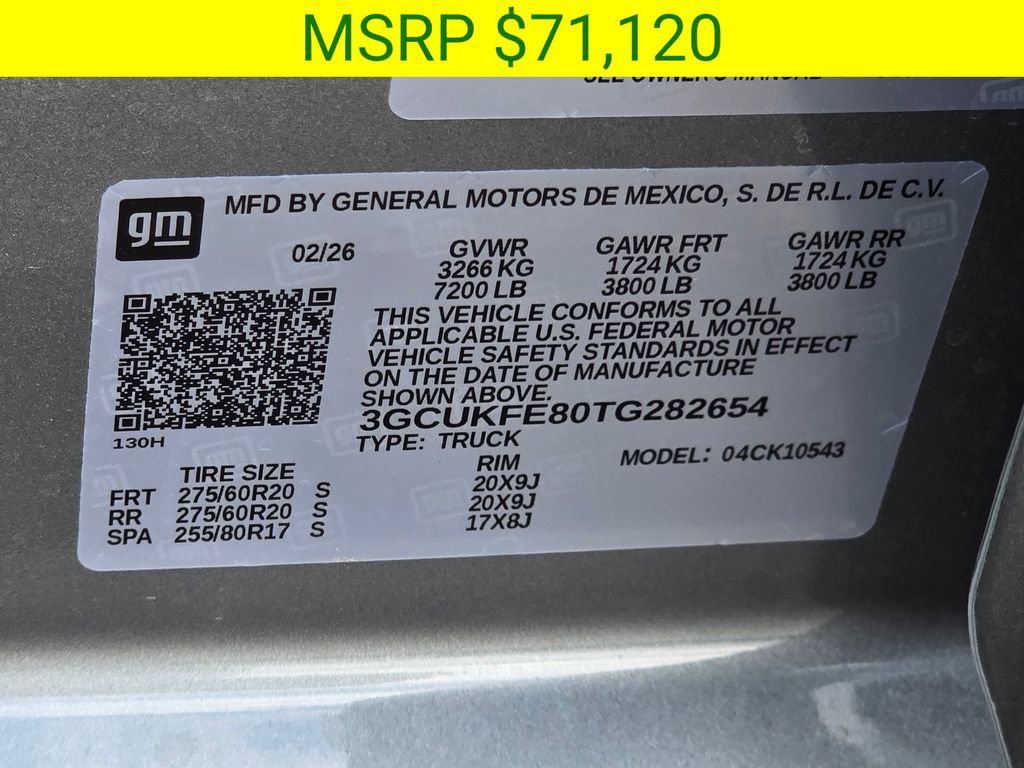 MSRP $71,120
SEE OWNER'S MANUAL
gm
MFD BY GENERAL MOTORS DE MEXICO, S. DE R.L. DE C.V.
02/26 GVWR GAWR FRT GAWR RR
3266 KG 1724 KG 1724 KG
7200 LB 3800 LB 3800 LB
THIS VEHICLE CONFORMS TO ALL
APPLICABLE U.S. FEDERAL MOTOR
VEHICLE SAFETY STANDARDS IN EFFECT
ON THE DATE OF MANUFACTURE
SHOWN ABOVE.
3GCUKFE80TG282654
130H
TYPE: TRUCK MODEL: 04CK10543
TIRE SIZE RIM
FRT 275/60R20 S 20X9J
RR 275/60R20 S 20X9J
SPA 255/80R17 S 17X8J